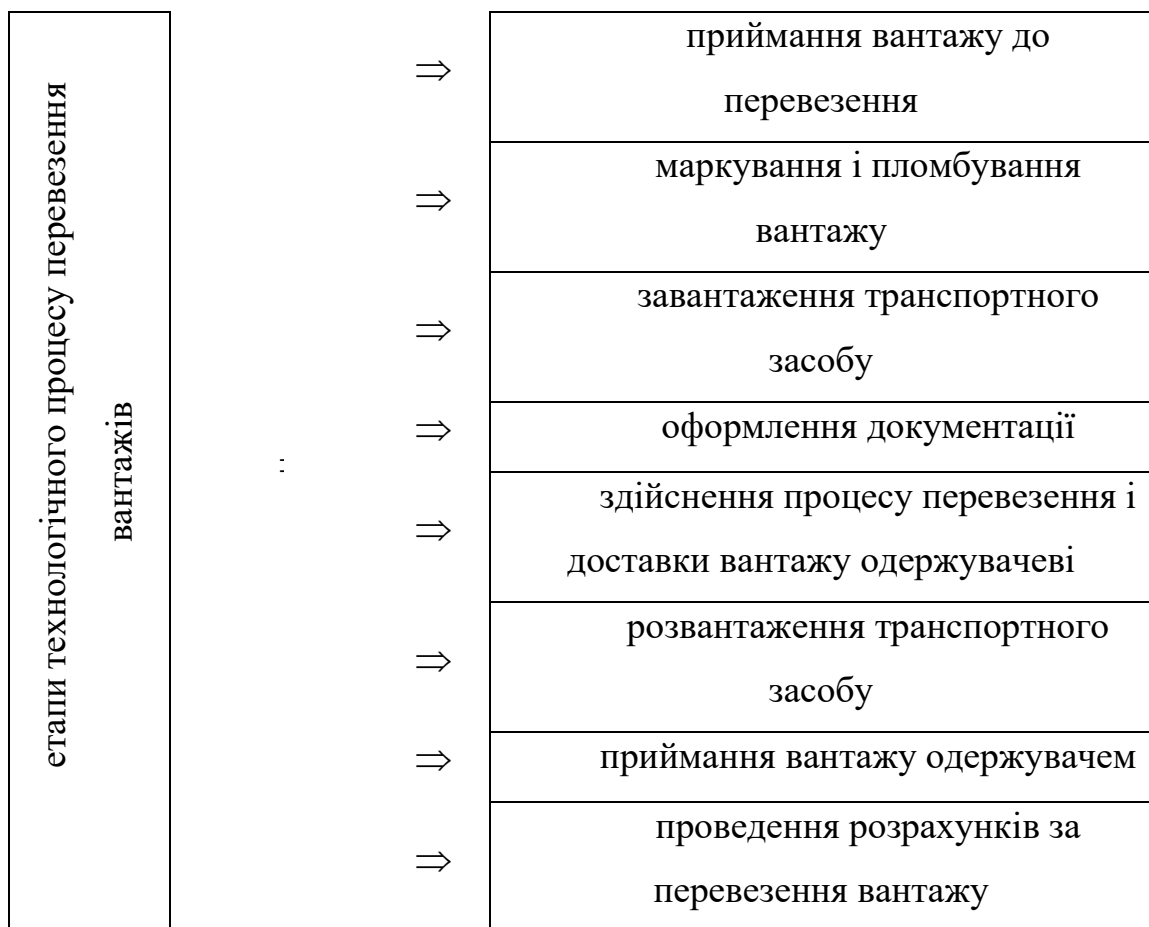 етапи технологічного процесу перевезення
вантажів
⇒
приймання вантажу до
перевезення
⇒
маркування і пломбування
вантажу
⇒
завантаження транспортного
засобу
⇒
оформлення документації
⇒
здійснення процесу перевезення і
доставки вантажу одержувачеві
⇒
розвантаження транспортного
засобу
⇒
приймання вантажу одержувачем
⇒
проведення розрахунків за
перевезення вантажу